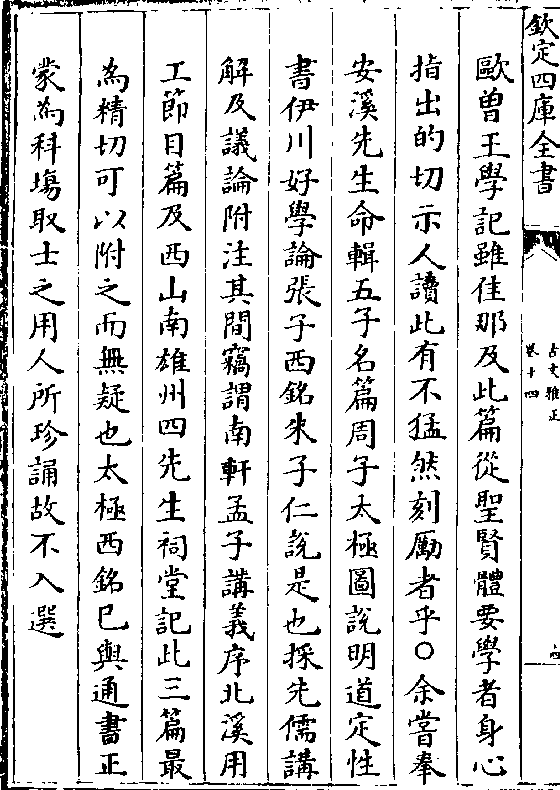 欽定四庫全書
古文雅正
卷十四
歐曽王學記雖佳那及此篇從聖賢體要學者身心
指出的切示人讀此有不猛然刻勵者乎○余嘗奉
安溪先生命輯五子名篇周子太極圖説明道定性
書伊川好學論張子西銘朱子仁説是也採先儒講
解及議論附注其間竊謂南軒孟子講義序北溪用
工節目篇及西山南雄州四先生祠堂記此三篇最
為精切可以附之而無疑也太極西銘已與通書正
蒙為科塲取士之用人所珍誦故不入選